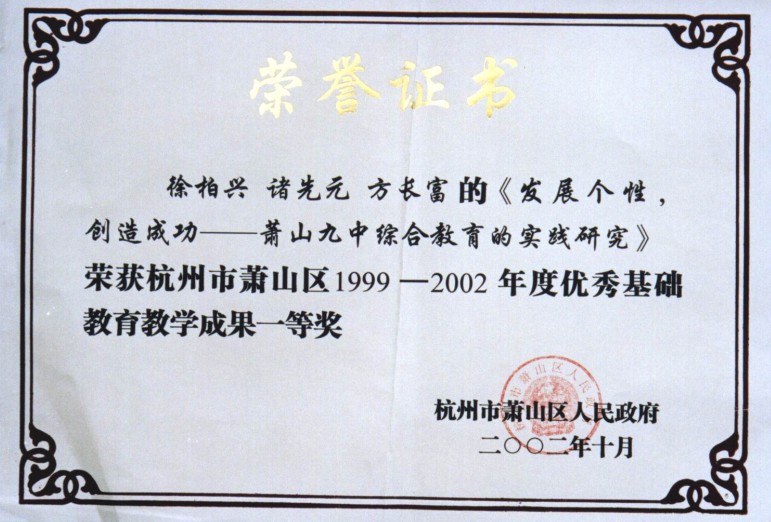 荣誉证书
徐柏兴 诸先元 方长富的《发展个性，
创造成功——萧山九中综合教育的实践研究》
荣获杭州市萧山区1999—2002年度优秀基础
教育教学成果一等奖
杭州市萧山区人民政府
二〇〇二年十月